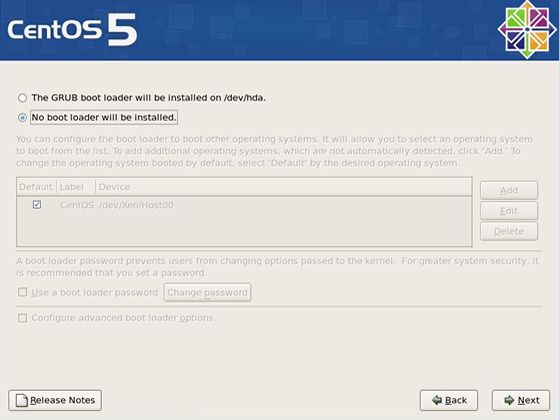 CentOS 5
The GRUB boot loader will be installed on /dev/hda.
No boot loader will be installed.
You can configure the boot loader to boot other operating systems. It will allow you to select an operating system
to boot from the list. To add additional operating systems, which are not automatically detected, click 'Add.' To
change the operating system booted by default, select 'Default' by the desired operating system.
Default Label Device
CentOS /dev/Xen/Host00
Add
Edit
Delete
A boot loader password prevents users from changing options passed to the kernel. For greater system security, it
is recommended that you set a password.
Use a boot loader password Change password
Configure advanced boot loader options
Release Notes Back Next